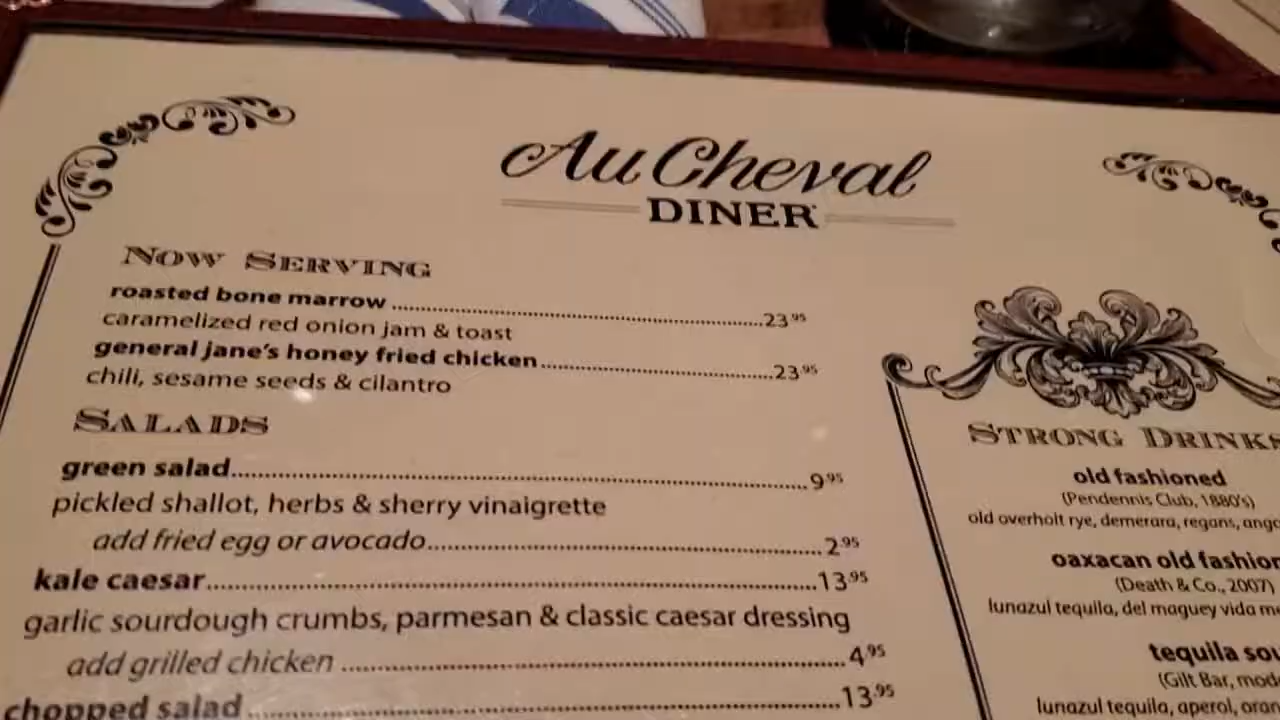 Au Cheval
DINER
NOW SERVING
roasted bone marrow ........ 23.95
caramelized red onion jam & toast
general jane's honey fried chicken ........ 23.95
chili, sesame seeds & cilantro
SALADS
green salad ........ 9.95
pickled shallot, herbs & sherry vinaigrette
add fried egg or avocado ........ 2.95
kale caesar ........ 13.95
garlic sourdough crumbs, parmesan & classic caesar dressing
add grilled chicken ........ 4.95
chopped salad ........ 13.95
STRONG DRINKS
old fashioned
(Pendennis Club, 1880's)
old overholt rye, demerara, regans,
oaxacan old
(Death & Co., 2007)
lunazul tequila, del maguey vida
tequila
(Gilt Bar,
lunazul tequila, aperol,